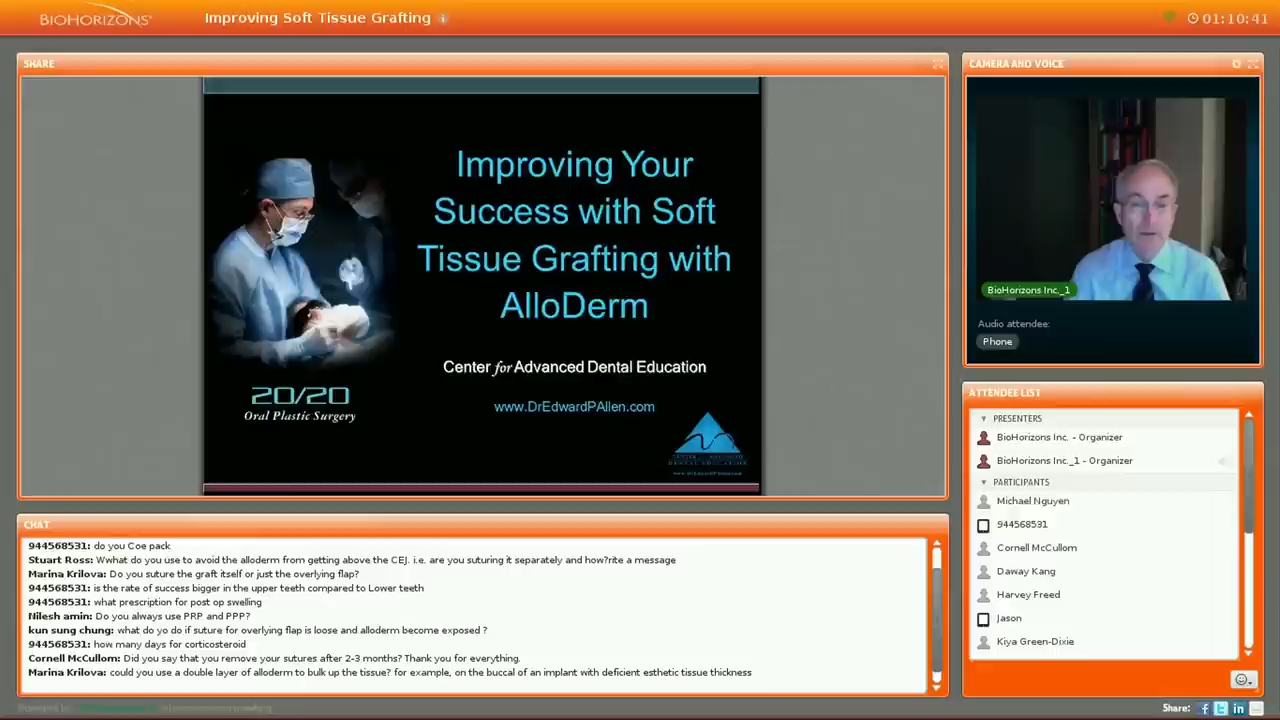 BIOHORIZONS
Improving Soft Tissue Grafting
01:10:41
SHARE
Improving Your
Success with Soft
Tissue Grafting with
AlloDerm
Center for Advanced Dental Education
www.DrEdwardPAllen.com
20/20
Oral Plastic Surgery
CAMERA AND VOICE
BioHorizons Inc._1
Audio attendee:
Phone
ATTENDEE LIST
PRESENTERS
BioHorizons Inc. - Organizer
BioHorizons Inc._1 - Organizer
PARTICIPANTS
Michael Nguyen
944568531
Cornell McCullom
Daway Kang
Harvey Freed
Jason
Kiya Green-Dixie
CHAT
944568531: do you Coe pack
Stuart Ross: Wwhat do you use to avoid the alloderm from getting above the CEJ. i.e. are you suturing it separately and how?rite a message
Marina Krilova: Do you suture the graft itself or just the overlying flap?
944568531: is the rate of success bigger in the upper teeth compared to Lower teeth
944568531: what prescription for post op swelling
Nilesh amin: Do you always use PRP and PPP?
kun sung chung: what do yo do if suture for overlying flap is loose and alloderm become exposed ?
944568531: how many days for corticosteroid
Cornell McCullom: Did you say that you remove your sutures after 2-3 months? Thank you for everything.
Marina Krilova: could you use a double layer of alloderm to bulk up the tissue? for example, on the buccal of an implant with deficient esthetic tissue thickness
Share: